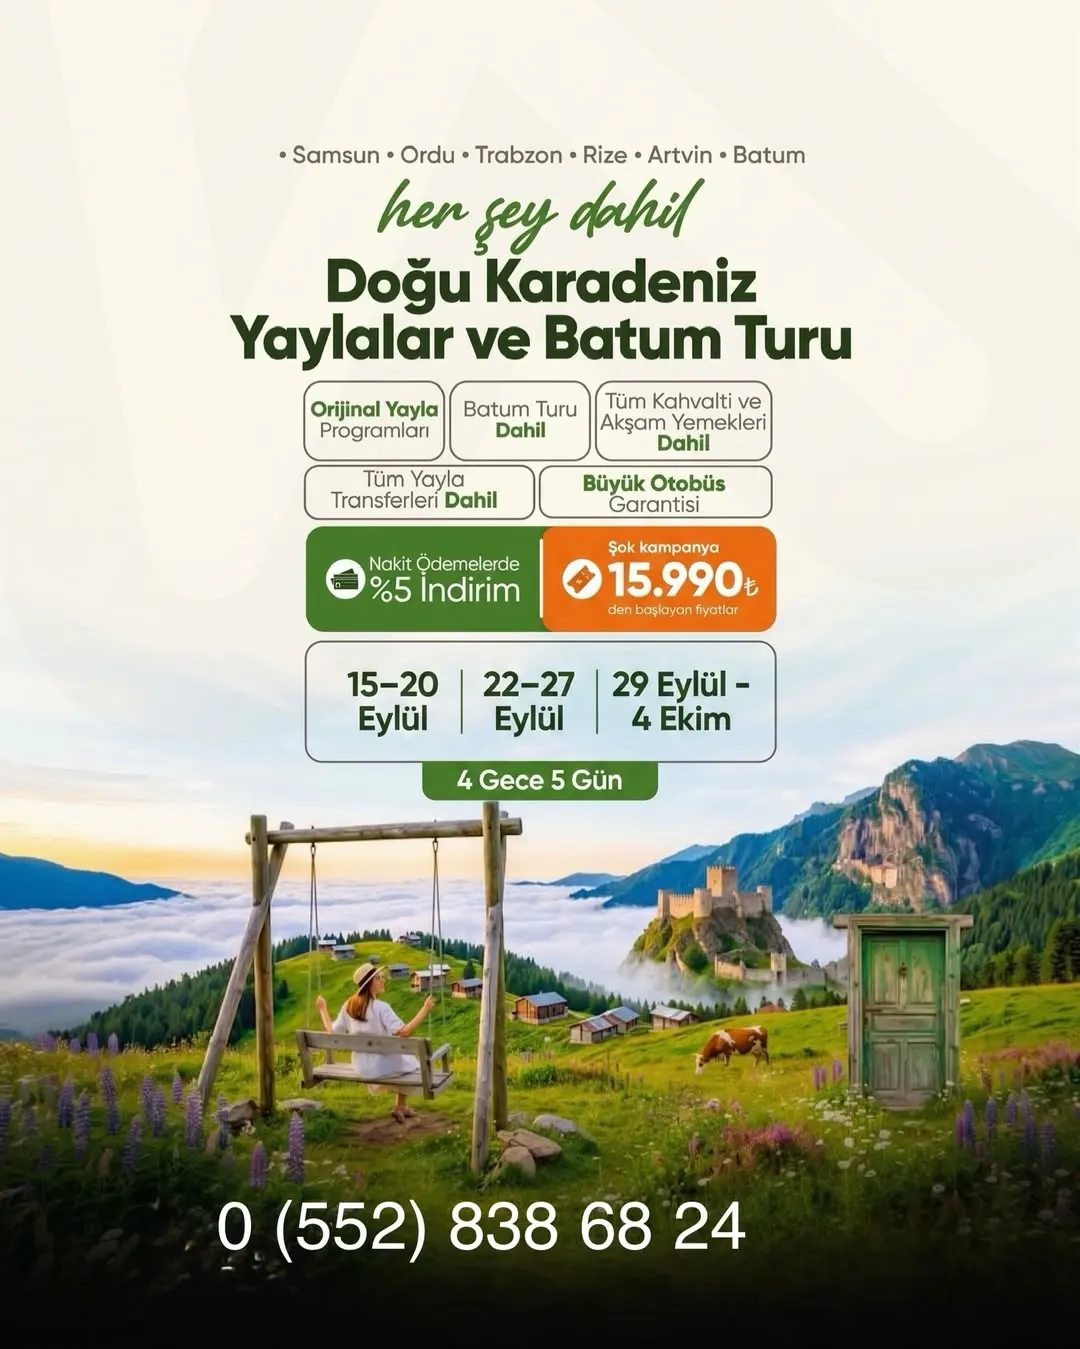 • Samsun • Ordu • Trabzon • Rize • Artvin • Batum
her şey dahil
Doğu Karadeniz
Yaylalar ve Batum Turu
Orijinal Yayla
Programları
Batum Turu
Dahil
Tüm Kahvalti ve
Akşam Yemekleri
Dahil
Tüm Yayla
Transferleri Dahil
Büyük Otobüs
Garantisi
Nakit Ödemelerde
%5 İndirim
Şok kampanya
15.990₺
den başlayan fiyatlar
15–20
Eylül
22–27
Eylül
29 Eylül -
4 Ekim
4 Gece 5 Gün
0 (552) 838 68 24